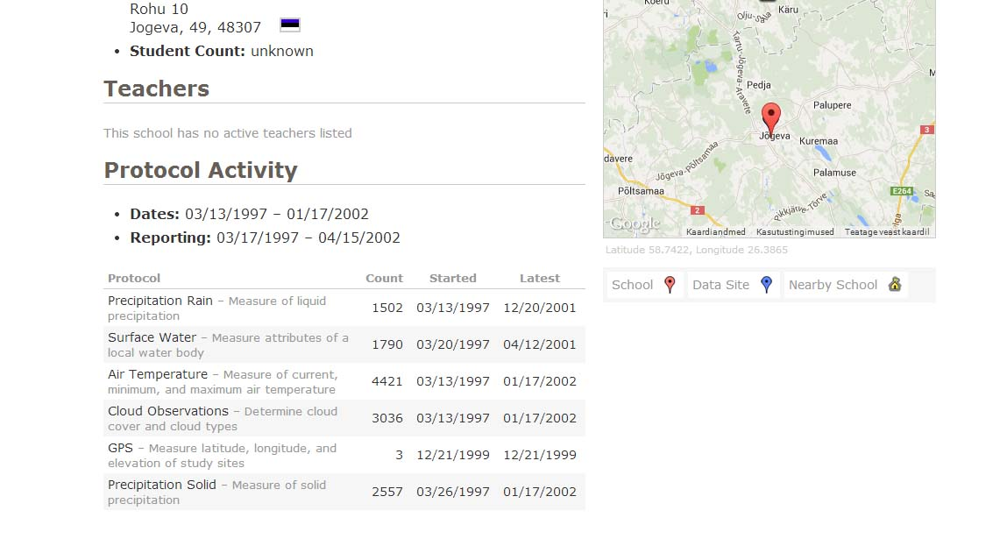 Rohu 10
Jogeva, 49, 48307
• Student Count: unknown
Teachers
This school has no active teachers listed
Protocol Activity
• Dates: 03/13/1997 – 01/17/2002
• Reporting: 03/17/1997 – 04/15/2002
Protocol Count Started Latest
Precipitation Rain – Measure of liquid
precipitation 1502 03/13/1997 12/20/2001
Surface Water – Measure attributes of a
local water body 1790 03/20/1997 04/12/2001
Air Temperature – Measure of current,
minimum, and maximum air temperature 4421 03/13/1997 01/17/2002
Cloud Observations – Determine cloud
cover and cloud types 3036 03/13/1997 01/17/2002
GPS – Measure latitude, longitude, and
elevation of study sites 3 12/21/1999 12/21/1999
Precipitation Solid – Measure of solid
precipitation 2557 03/26/1997 01/17/2002
Koeru
Käru
Olju-Sala
Tartu-Jõgeva-Aravete
Pedja
Palupere
Jõgeva
Kuremaa
3
davere
Jõgeva-Põltsamaa
Palamuse
Põltsamaa
E264
Sa
2
Pikkjärve-Törve
Google
Kaardiandmed Kasutustingimused Teatage veast kaardil
Latitude 58.7422, Longitude 26.3865
School Data Site Nearby School